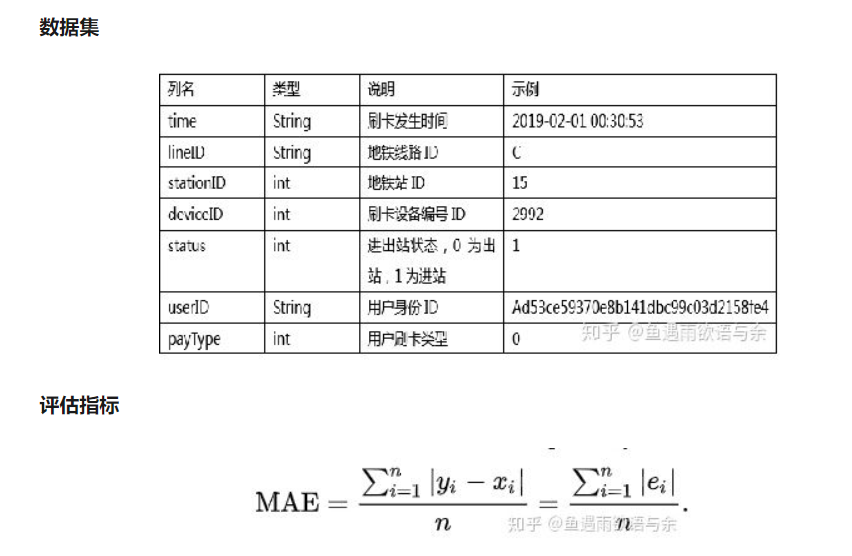 数据集
列名 类型 说明 示例
time String 刷卡发生时间 2019-02-01 00:30:53
lineID String 地铁线路 ID C
stationID int 地铁站 ID 15
deviceID int 刷卡设备编号 ID 2992
status int 进出站状态，0 为出 1
站，1 为进站
userID String 用户身份 ID Ad53ce59370e8b141dbc99c03d2158fe4
payType int 用户刷卡类型 0
知乎 @鱼遇雨欲语与余
评估指标
MAE = \frac{\sum_{i=1}^{n} |y_i - x_i|}{n} = \frac{\sum_{i=1}^{n} |e_i|}{n}.
知乎 @鱼遇雨欲语与余